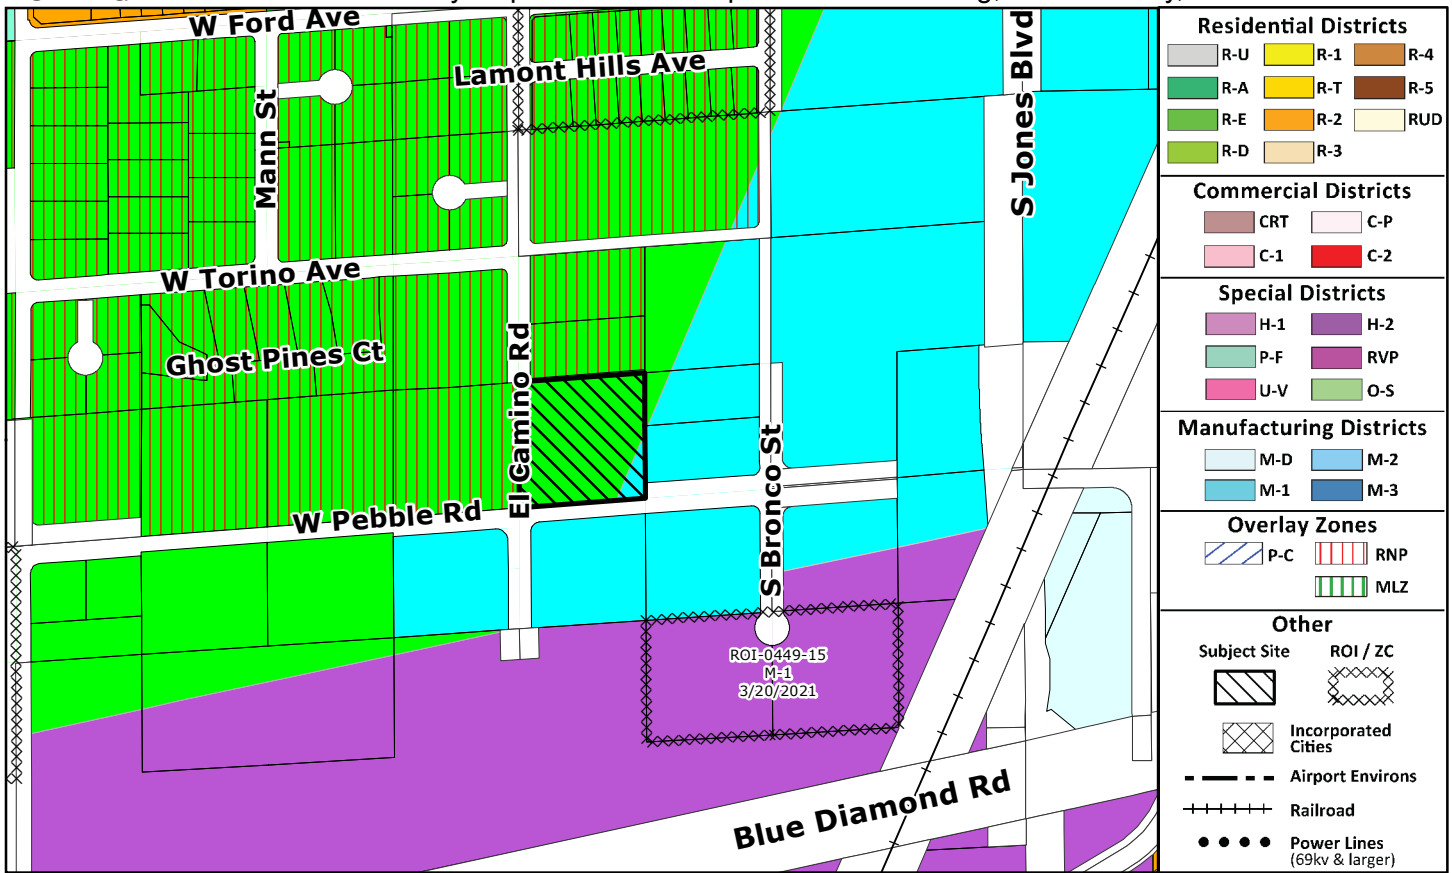 W Ford Ave
Lamont Hills Ave
S Jones Blvd
Mann St
W Torino Ave
Ghost Pines Ct
El Camino Rd
W Pebble Rd
S Bronco St
ROI-0449-15
M-1
3/20/2021
Blue Diamond Rd
Residential Districts
R-U R-1 R-4
R-A R-T R-5
R-E R-2 RUD
R-D R-3
Commercial Districts
CRT C-P
C-1 C-2
Special Districts
H-1 H-2
P-F RVP
U-V O-S
Manufacturing Districts
M-D M-2
M-1 M-3
Overlay Zones
P-C RNP
MLZ
Other
Subject Site ROI / ZC
Incorporated
Cities
Airport Environs
Railroad
Power Lines
(69kv & larger)